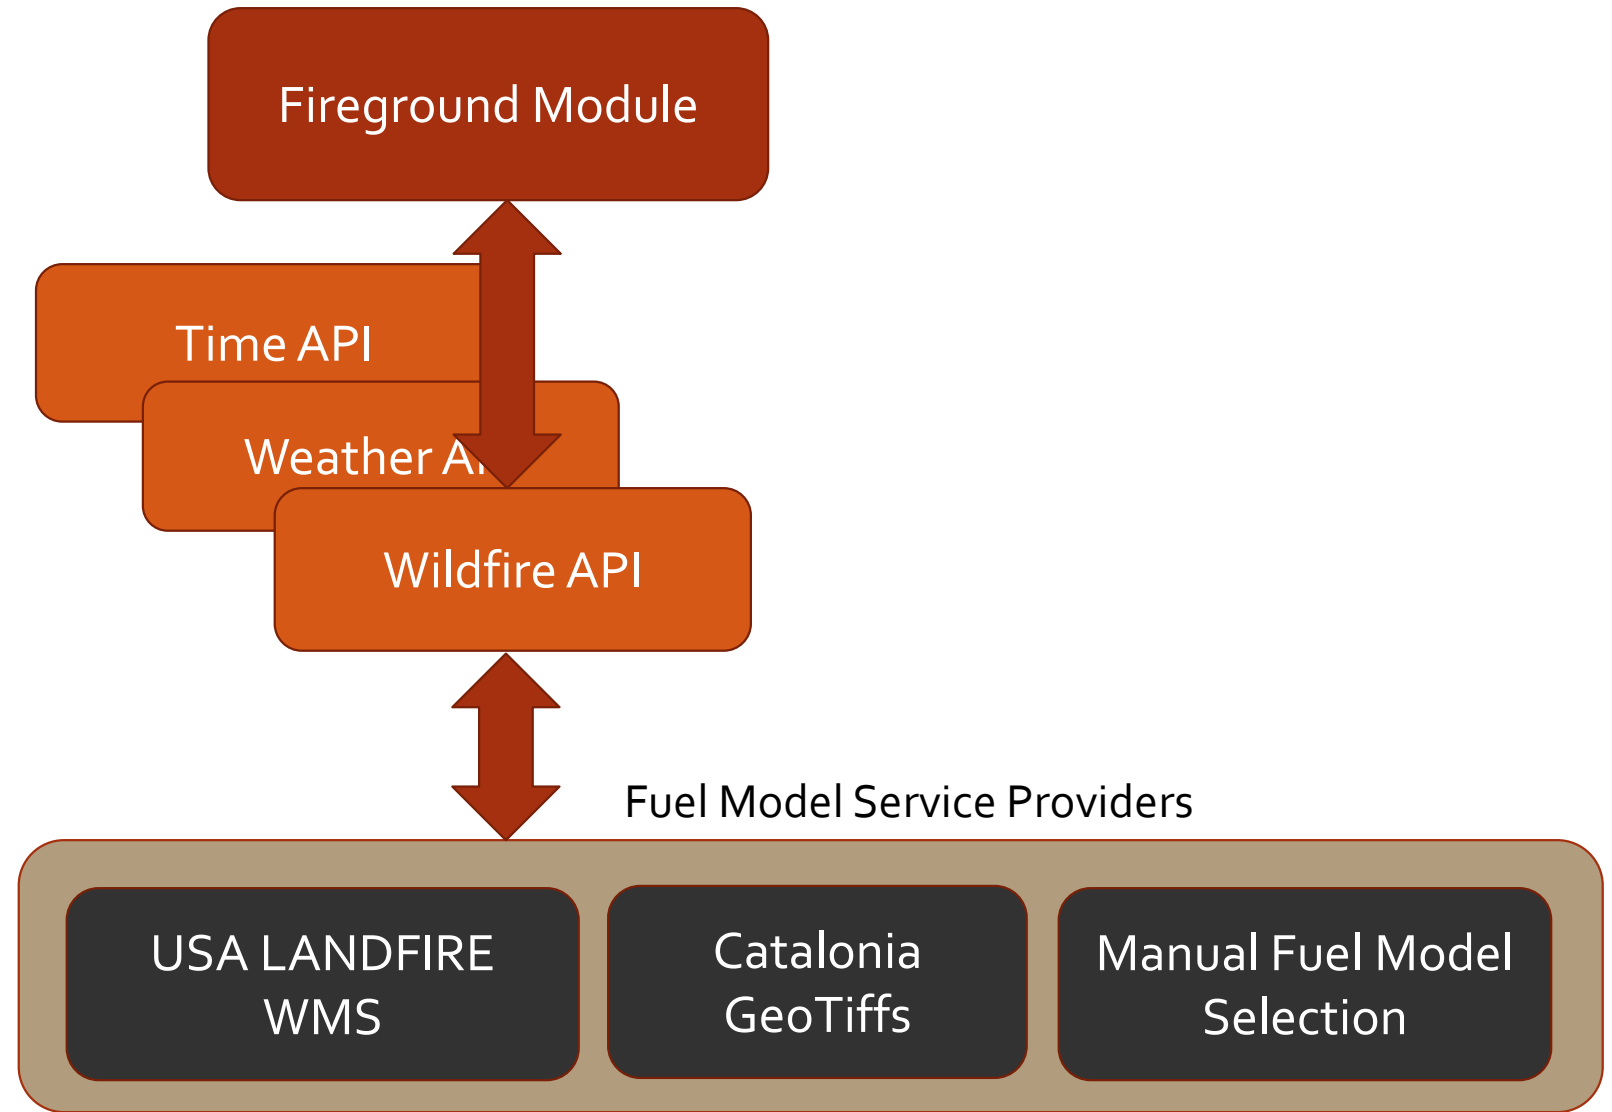 Fireground Module
Time API
Weather A
Wildfire API
Fuel Model Service Providers
USA LANDFIRE
WMS
Catalonia
GeoTiffs
Manual Fuel Model
Selection